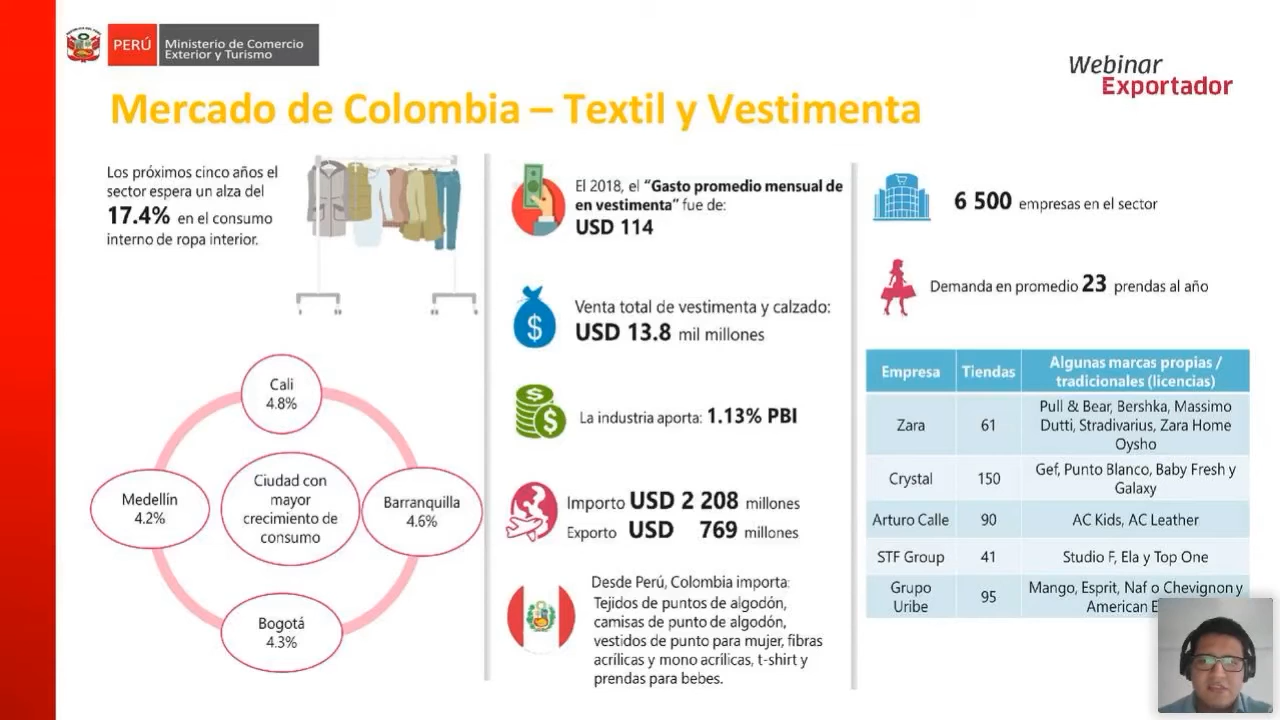 PERÚ
Ministerio de Comercio
Exterior y Turismo
Webinar
Exportador
Mercado de Colombia – Textil y Vestimenta
Los próximos cinco años el
sector espera un alza del
17.4% en el consumo
interno de ropa interior.
Cali
4.8%
Medellín
4.2%
Ciudad con
mayor
crecimiento de
consumo
Barranquilla
4.6%
Bogotá
4.3%
El 2018, el “Gasto promedio mensual de
en vestimenta” fue de:
USD 114
Venta total de vestimenta y calzado:
USD 13.8 mil millones
La industria aporta: 1.13% PBI
Importo USD 2 208 millones
Exporto USD 769 millones
Desde Perú, Colombia importa:
Tejidos de puntos de algodón,
camisas de punto de algodón,
vestidos de punto para mujer, fibras
acrílicas y mono acrílicas, t-shirt y
prendas para bebes.
6 500 empresas en el sector
Demanda en promedio 23 prendas al año
Empresa Tiendas Algunas marcas propias /
tradicionales (licencias)
Zara 61 Pull & Bear, Bershka, Massimo
Dutti, Stradivarius, Zara Home
Oysho
Crystal 150 Gef, Punto Blanco, Baby Fresh y
Galaxy
Arturo Calle 90 AC Kids, AC Leather
STF Group 41 Studio F, Ela y Top One
Grupo
Uribe 95 Mango, Esprit, Naf o Chevignon y
American